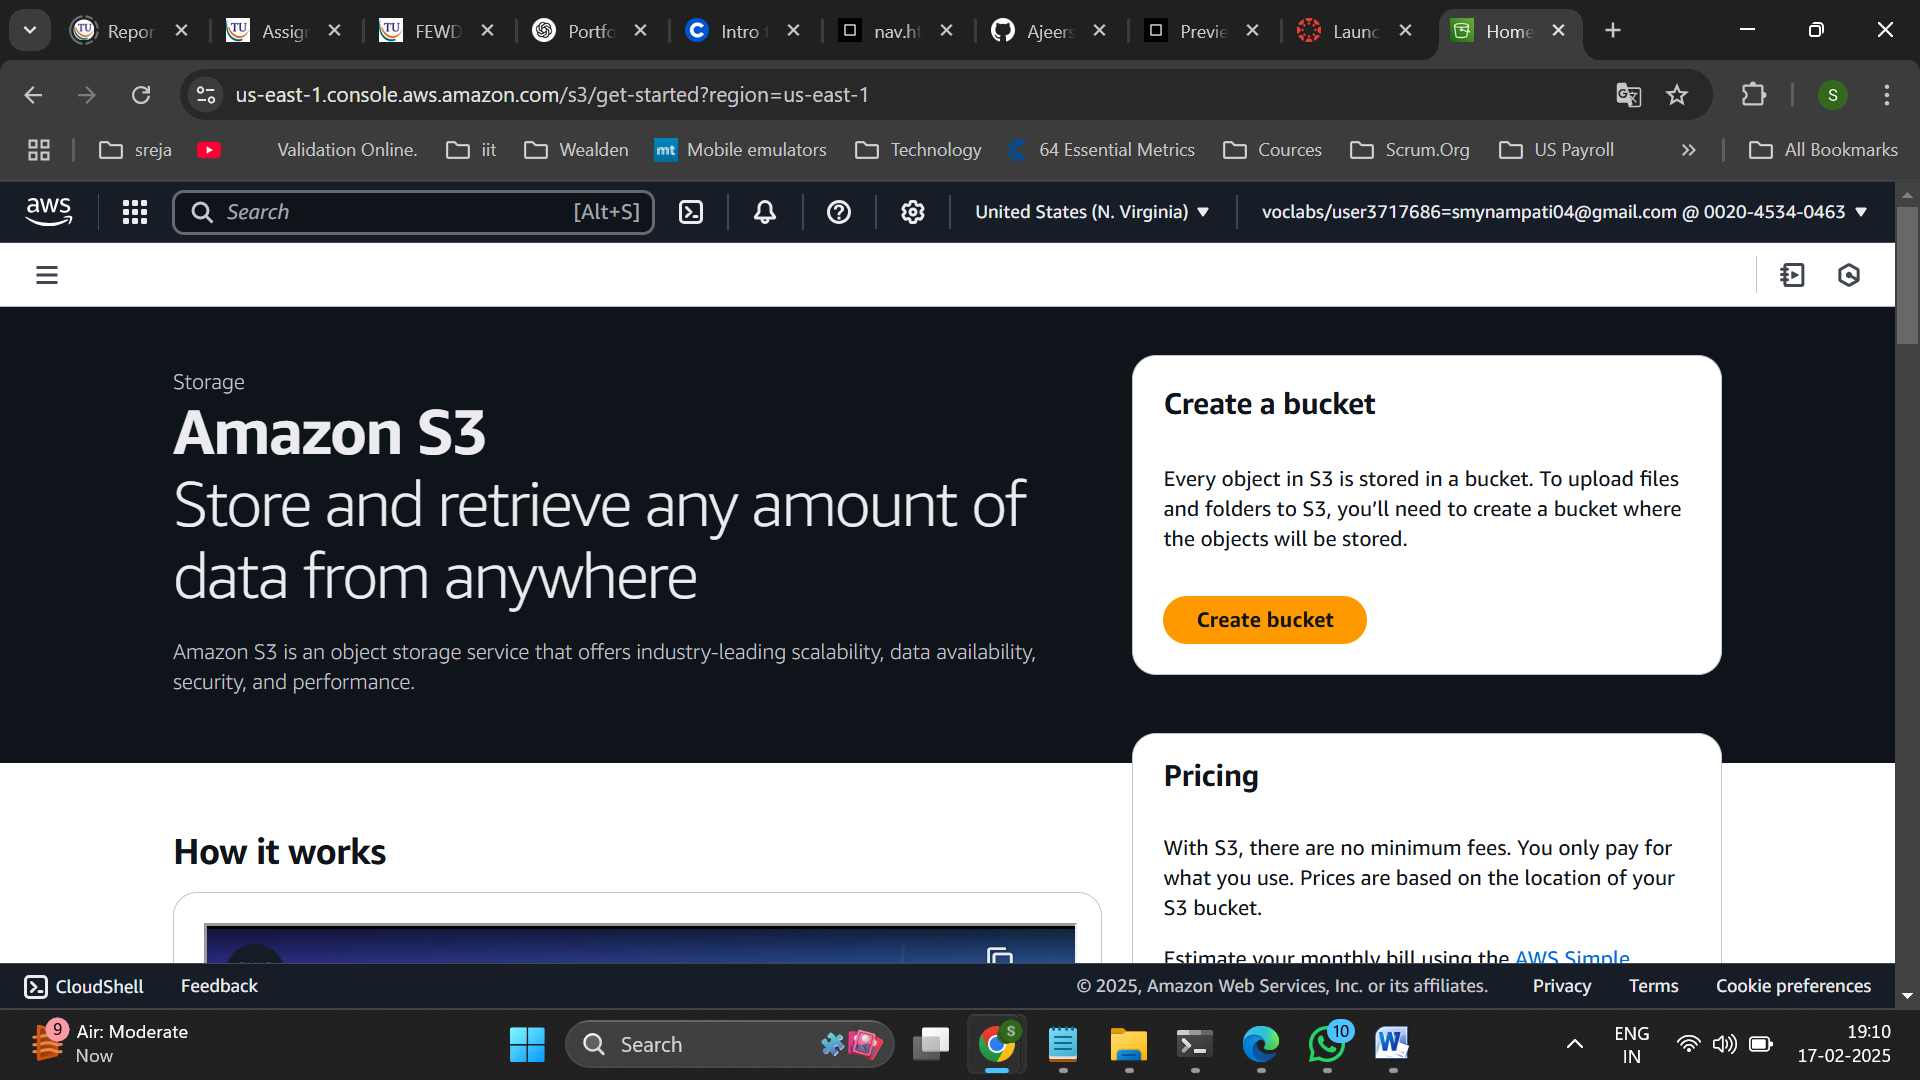 Repor
Assign
FEWD
Portfo
Intro
nav.ht
Ajeers
Previe
Launc
Home
us-east-1.console.aws.amazon.com/s3/get-started?region=us-east-1
S
sreja
Validation Online.
iit
Wealden
mt Mobile emulators
Technology
64 Essential Metrics
Cources
Scrum.Org
US Payroll
All Bookmarks
aws
Search [Alt+S]
United States (N. Virginia)
voclabs/user3717686=smynampati04@gmail.com @ 0020-4534-0463
Storage
Amazon S3
Store and retrieve any amount of
data from anywhere
Amazon S3 is an object storage service that offers industry-leading scalability, data availability,
security, and performance.
Create a bucket
Every object in S3 is stored in a bucket. To upload files
and folders to S3, you’ll need to create a bucket where
the objects will be stored.
Create bucket
Pricing
With S3, there are no minimum fees. You only pay for
what you use. Prices are based on the location of your
S3 bucket.
Estimate your monthly bill using the AWS Simple
How it works
CloudShell
Feedback
© 2025, Amazon Web Services, Inc. or its affiliates.
Privacy
Terms
Cookie preferences
9
Air: Moderate
Now
Search
S
10
ENG
IN
19:10
17-02-2025